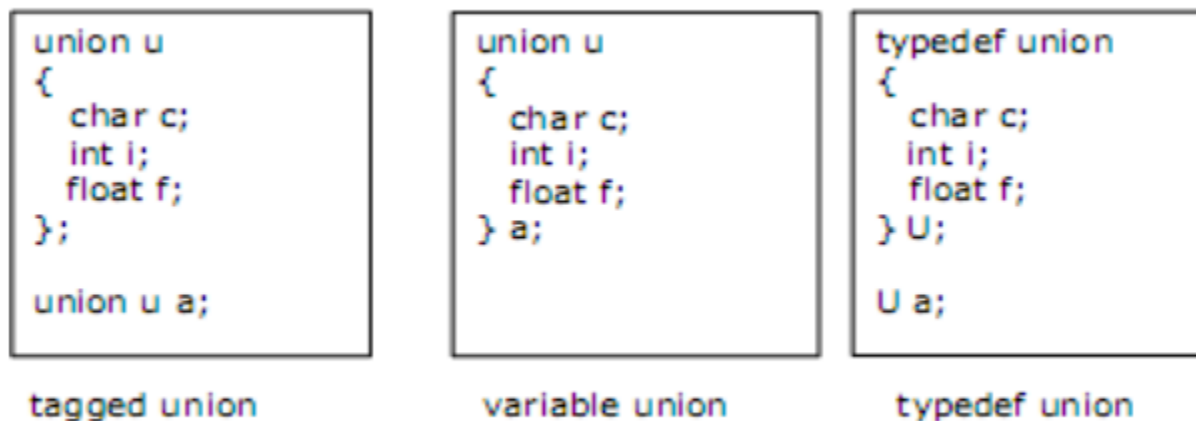 union u
{
char c;
int i;
float f;
};
union u a;
tagged union
union u
{
char c;
int i;
float f;
} a;
variable union
typedef union
{
char c;
int i;
float f;
} U;
U a;
typedef union